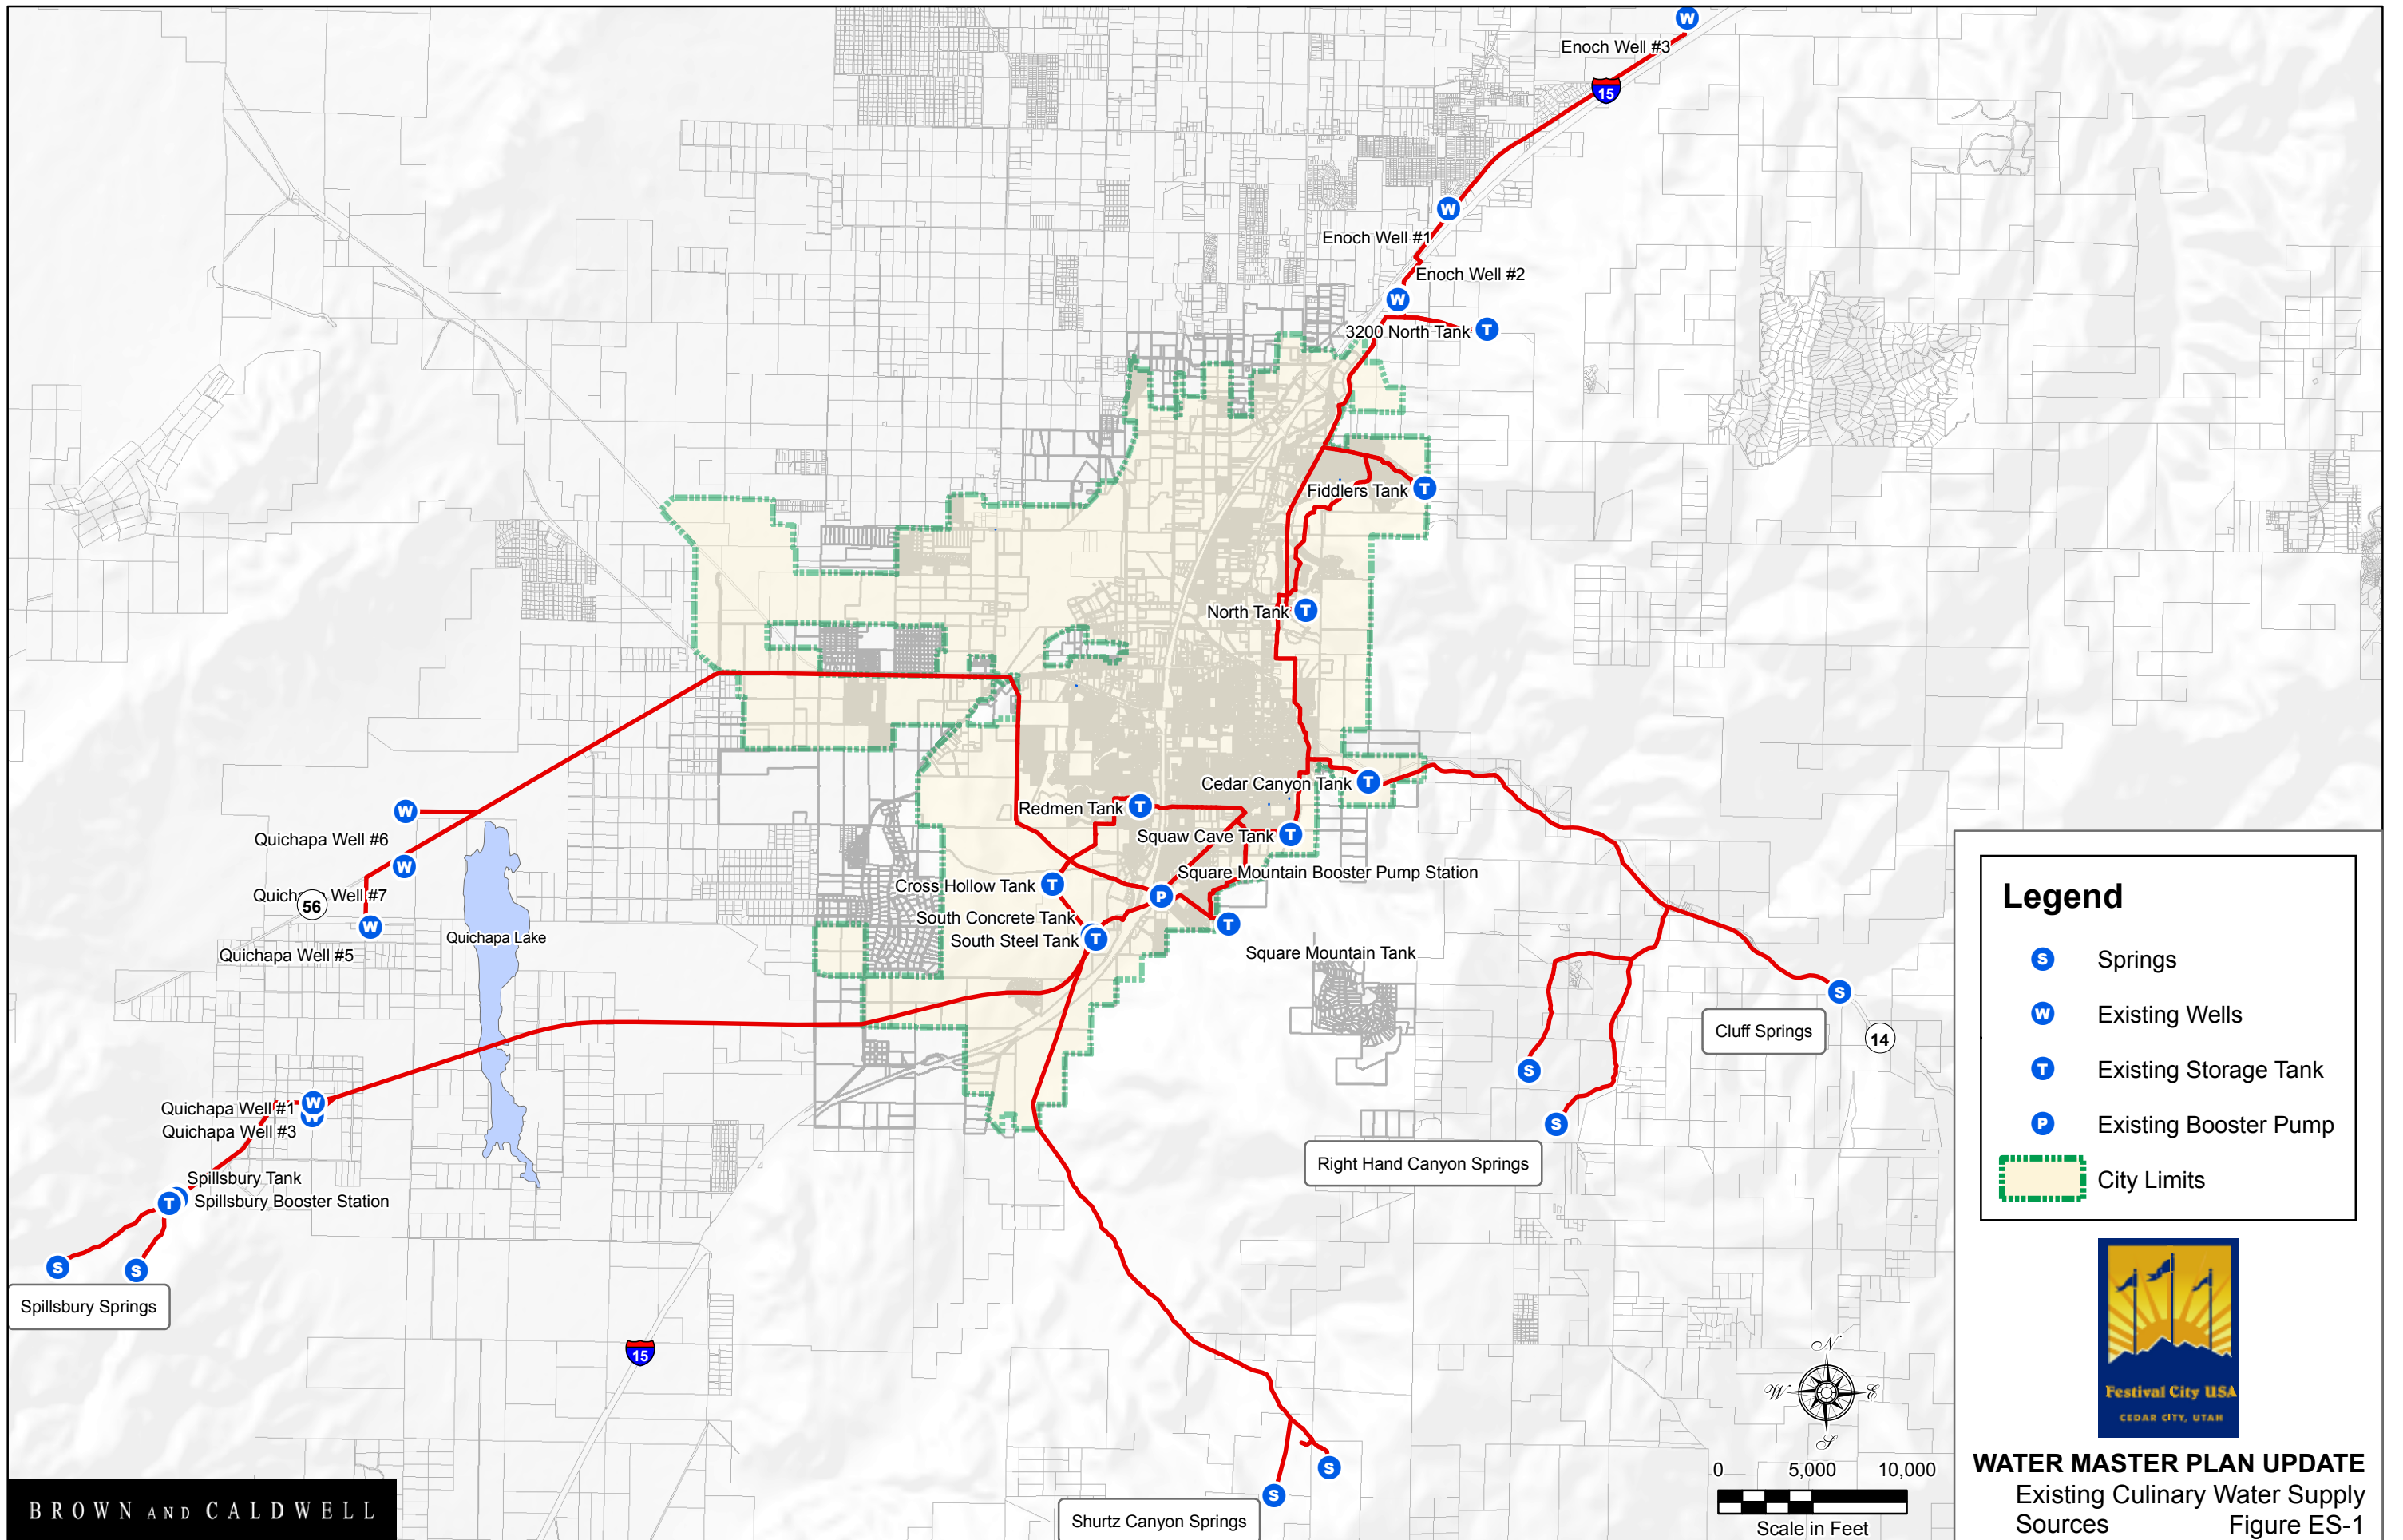 W
Enoch Well #3
15
W
Enoch Well #1
Enoch Well #2
W
3200 North Tank
T
Fiddlers Tank
T
North Tank
T
Cedar Canyon Tank
T
Redmen Tank
T
Squaw Cave Tank
T
W
Quichapa Well #6
W
Quichapa Well #7
56
W
Quichapa Well #5
Quichapa Lake
Square Mountain Booster Pump Station
Cross Hollow Tank
T
P
South Concrete Tank
South Steel Tank
T
T
Square Mountain Tank
S
Cluff Springs
14
S
S
Right Hand Canyon Springs
Quichapa Well #1
W
Quichapa Well #3
W
Spillsbury Tank
T
Spillsbury Booster Station
S
S
Spillsbury Springs
15
S
S
Shurtz Canyon Springs
Legend
S Springs
W Existing Wells
T Existing Storage Tank
P Existing Booster Pump
City Limits
Festival City USA
CEDAR CITY, UTAH
N
W E
S
0 5,000 10,000
Scale in Feet
WATER MASTER PLAN UPDATE
Existing Culinary Water Supply
Sources Figure ES-1
BROWN AND CALDWELL